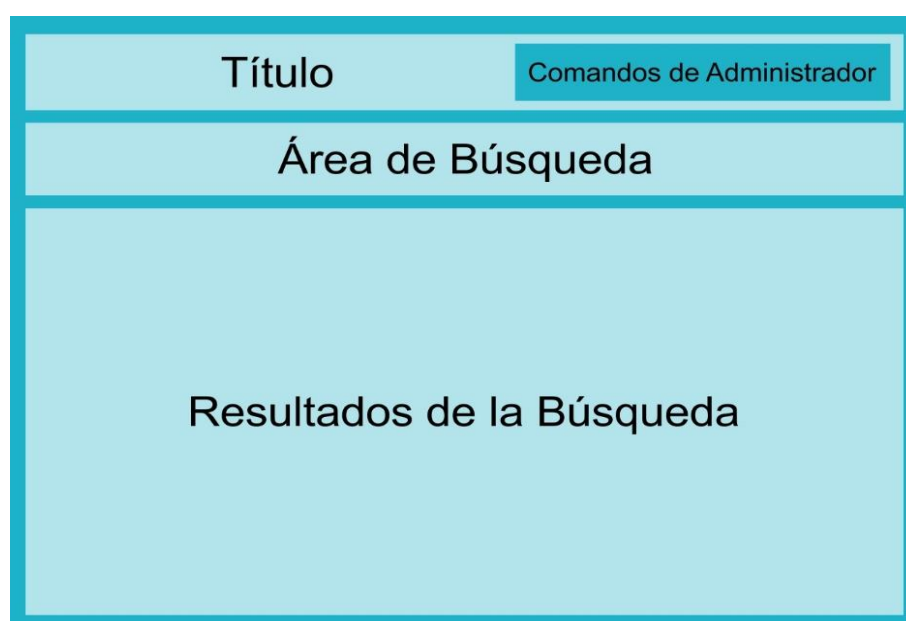 Título
Comandos de Administrador
Área de Búsqueda
Resultados de la Búsqueda